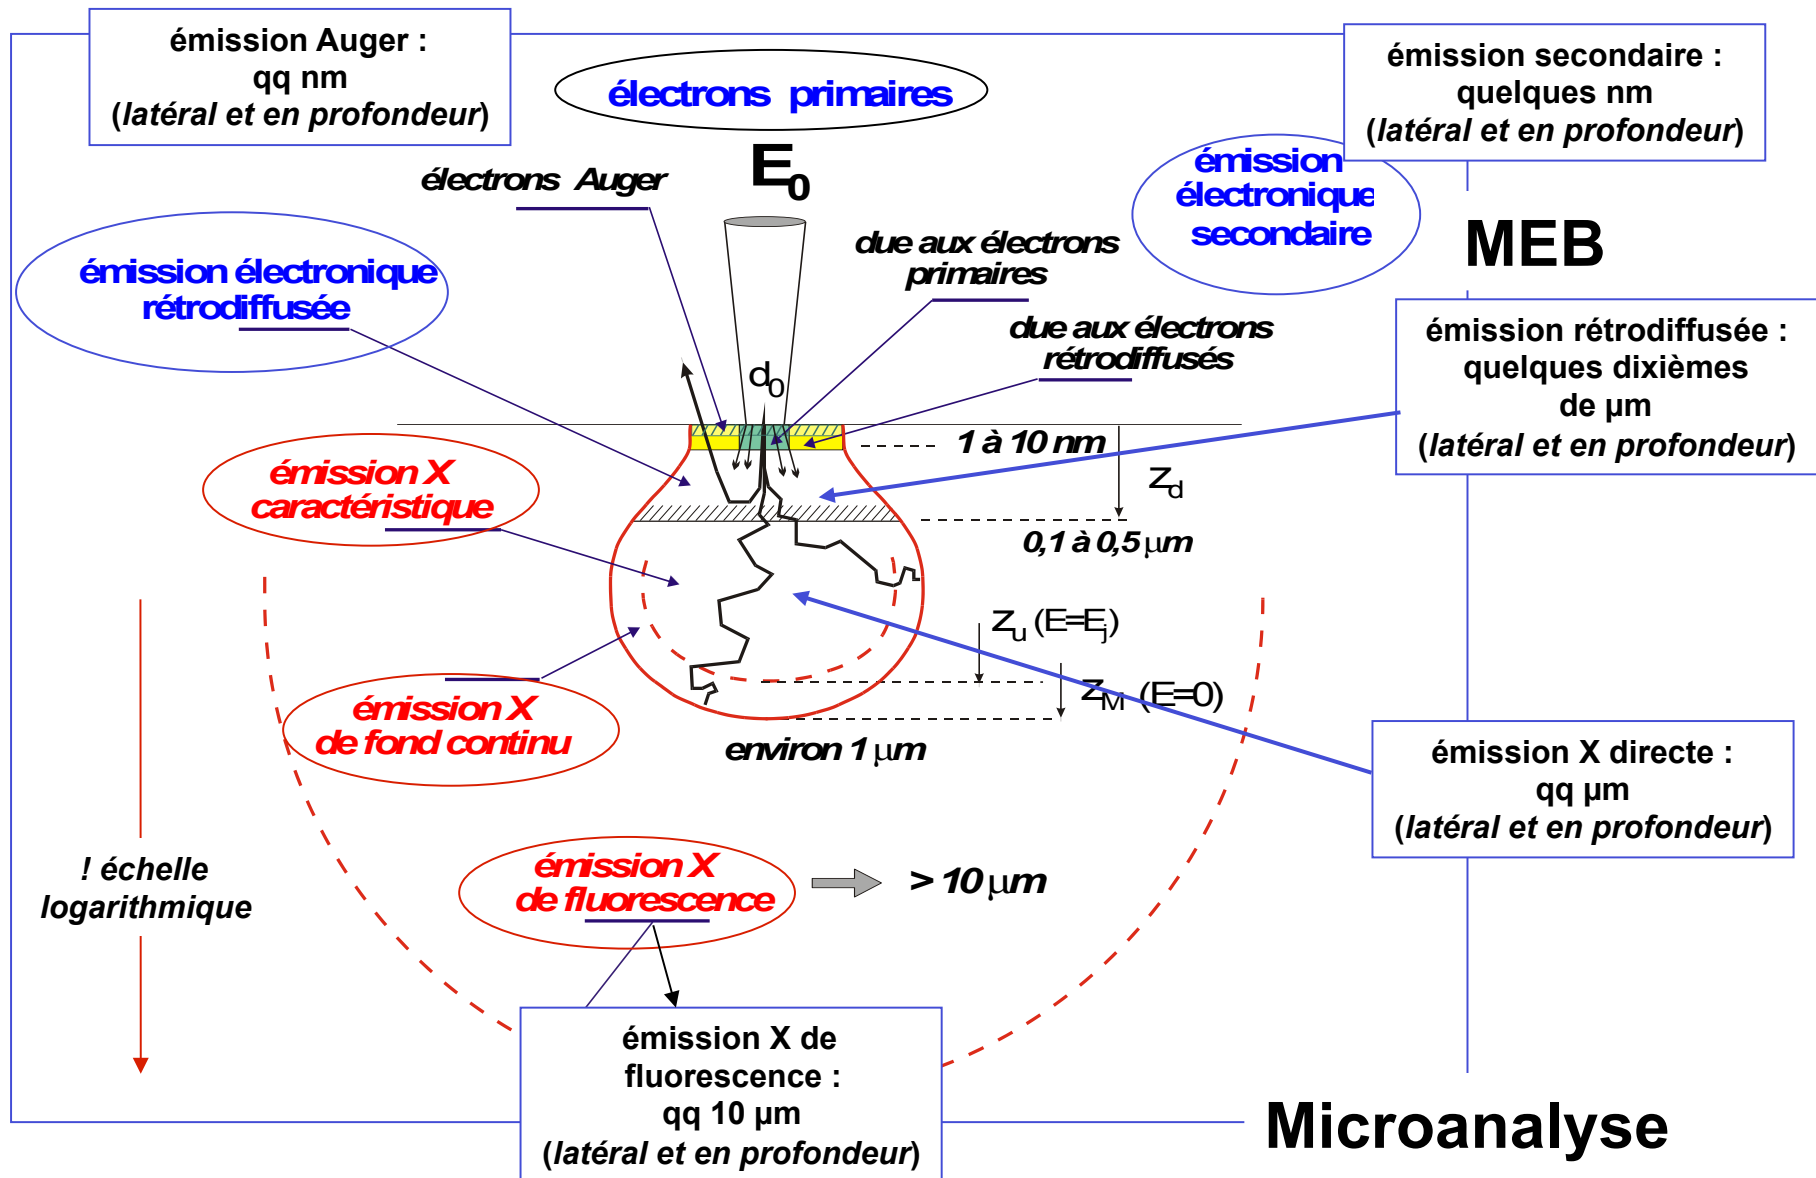 émission Auger :
qq nm
(latéral et en profondeur)
électrons primaires
E0
émission secondaire :
quelques nm
(latéral et en profondeur)
électrons Auger
émission
électronique
secondaire
MEB
due aux électrons
primaires
émission électronique
rétrodiffusée
due aux électrons
rétrodiffusés
émission rétrodiffusée :
quelques dixièmes
de µm
(latéral et en profondeur)
d0
1 à 10 nm
émission X
caractéristique
Zd
0,1 à 0,5 µm
Zu (E=Ej)
ZM (E=0)
émission X
de fond continu
environ 1 µm
émission X directe :
qq µm
(latéral et en profondeur)
! échelle
logarithmique
émission X
de fluorescence
> 10 µm
émission X de
fluorescence :
qq 10 µm
(latéral et en profondeur)
Microanalyse